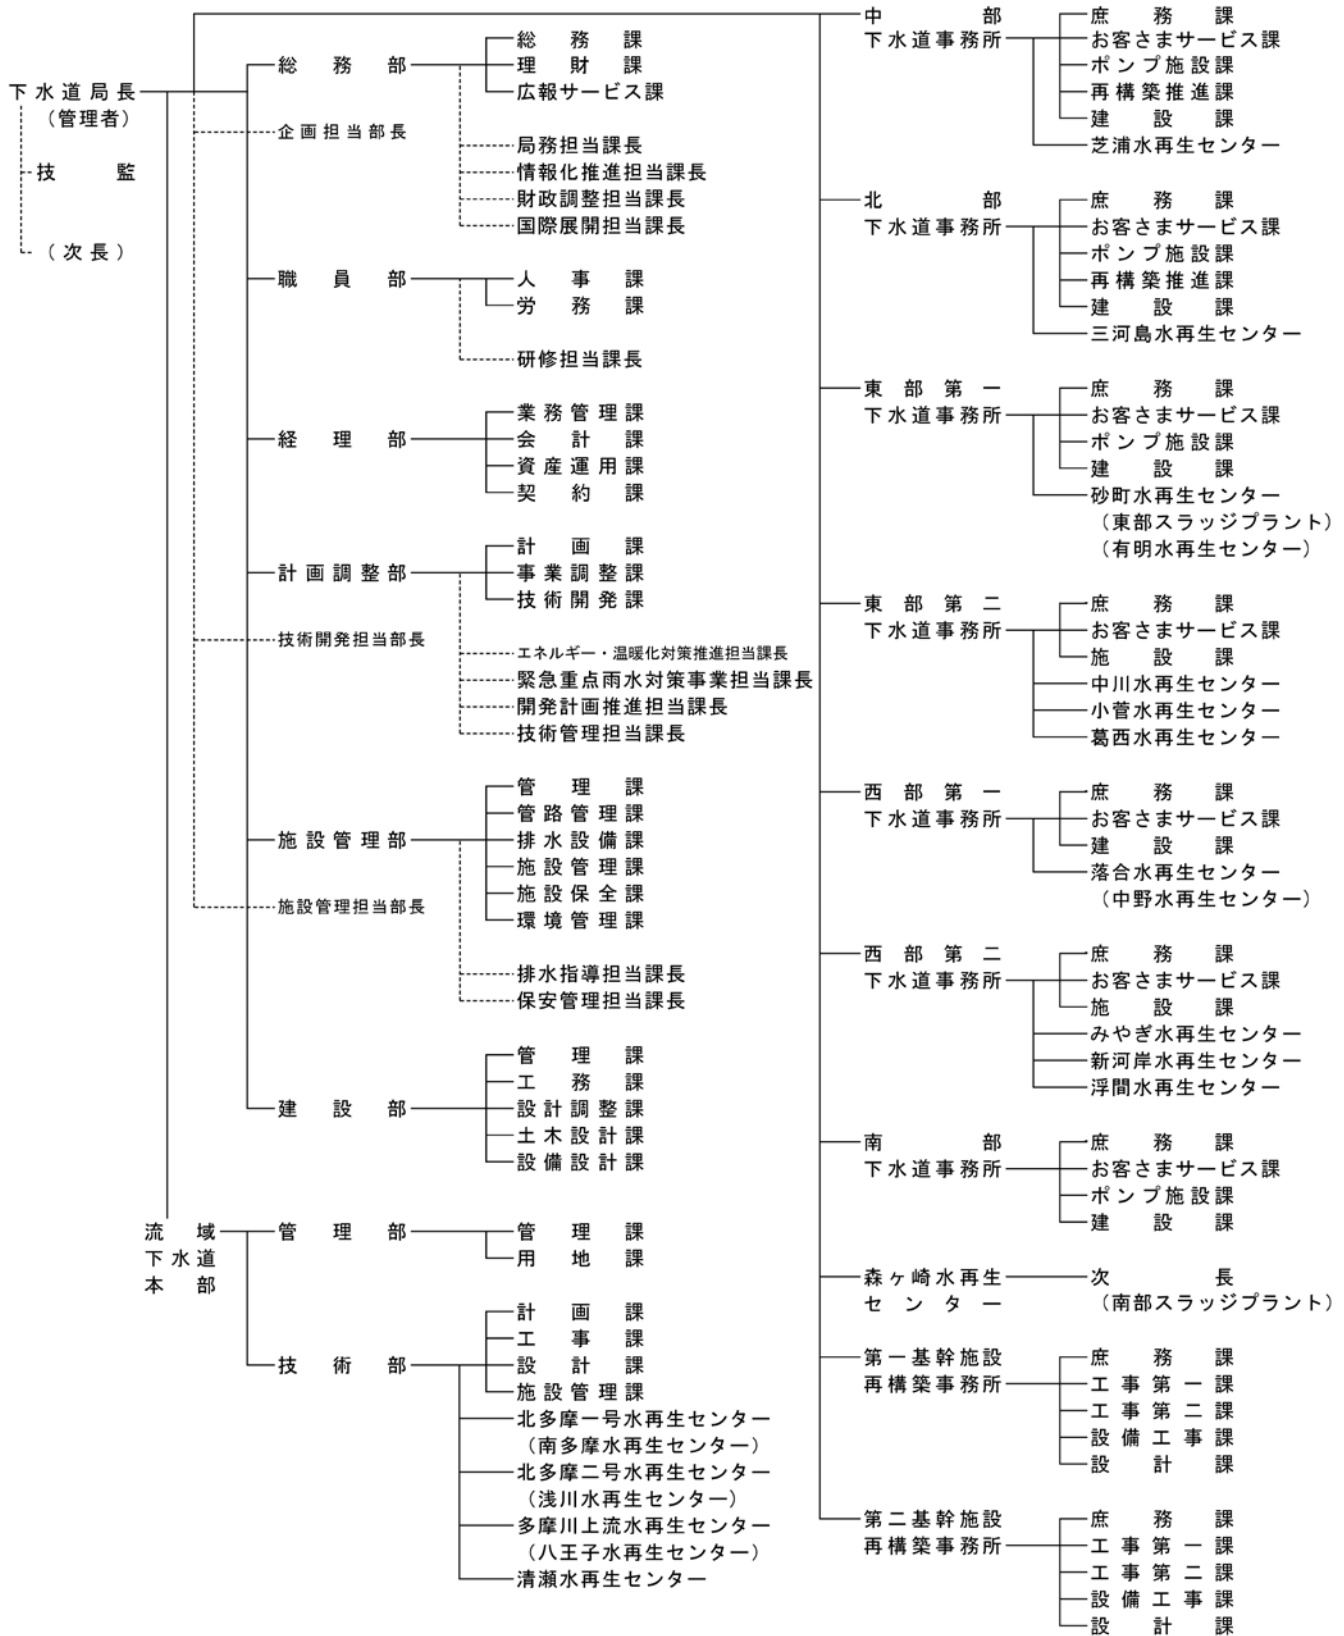 下水道局長
（管理者）
技監
（次長）
総務部
総務課
理財課
広報サービス課
企画担当部長
局務担当課長
情報化推進担当課長
財政調整担当課長
国際展開担当課長
職員部
人事課
労務課
研修担当課長
経理部
業務管理課
会計課
資産運用課
契約課
計画調整部
計画課
事業調整課
技術開発課
技術開発担当部長
エネルギー・温暖化対策推進担当課長
緊急重点雨水対策事業担当課長
開発計画推進担当課長
技術管理担当課長
施設管理部
管理課
管路管理課
排水設備課
施設管理課
施設保全課
環境管理課
施設管理担当部長
排水指導担当課長
保安管理担当課長
建設部
管理課
工務課
設計調整課
土木設計課
設備設計課
流域
下水道
本部
管理部
管理課
用地課
技術部
計画課
工事課
設計課
施設管理課
北多摩一号水再生センター
（南多摩水再生センター）
北多摩二号水再生センター
（浅川水再生センター）
多摩川上流水再生センター
（八王子水再生センター）
清瀬水再生センター
中部
下水道事務所
庶務課
お客さまサービス課
ポンプ施設課
再構築推進課
建設課
芝浦水再生センター
北部
下水道事務所
庶務課
お客さまサービス課
ポンプ施設課
再構築推進課
建設課
三河島水再生センター
東部第一
下水道事務所
庶務課
お客さまサービス課
ポンプ施設課
建設課
砂町水再生センター
（東部スラッジプラント）
（有明水再生センター）
東部第二
下水道事務所
庶務課
お客さまサービス課
施設課
中川水再生センター
小菅水再生センター
葛西水再生センター
西部第一
下水道事務所
庶務課
お客さまサービス課
建設課
落合水再生センター
（中野水再生センター）
西部第二
下水道事務所
庶務課
お客さまサービス課
施設課
みやぎ水再生センター
新河岸水再生センター
浮間水再生センター
南部
下水道事務所
庶務課
お客さまサービス課
ポンプ施設課
建設課
森ヶ崎水再生
センター
次長
（南部スラッジプラント）
第一基幹施設
再構築事務所
庶務課
工事第一課
工事第二課
設備工事課
設計課
第二基幹施設
再構築事務所
庶務課
工事第一課
工事第二課
設備工事課
設計課